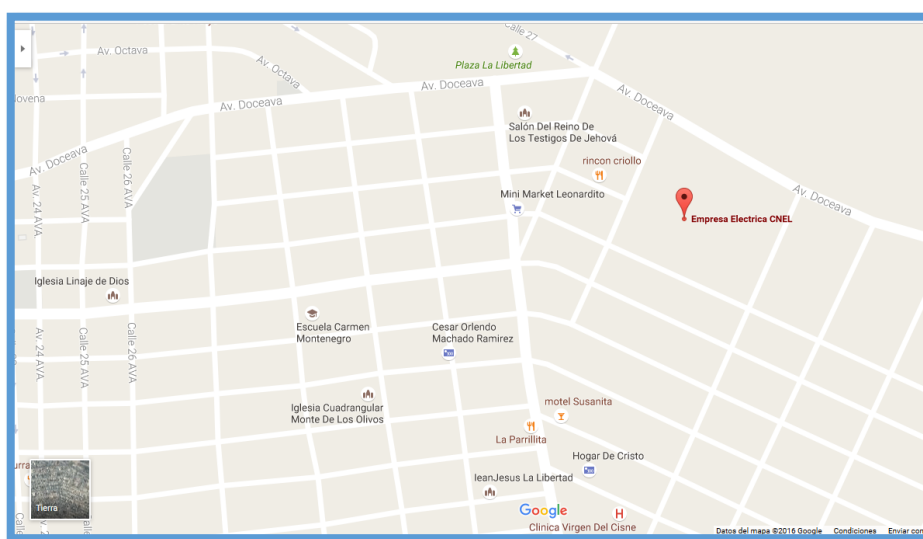 Calle 27
Av. Octava
Plaza La Libertad
Av. Octava
Av. Doceava
Av. Doceava
Av. Doceava
Salón Del Reino De
Los Testigos De Jehová
Av. Doceava
rincon criollo
Calle 26 AVA
Calle 25 AVA
Av. 24 AVA
Mini Market Leonardito
Av. Doceava
Empresa Electrica CNEL
Iglesia Linaje de Dios
Escuela Carmen
Montenegro
Cesar Orlendo
Machado Ramirez
Av. 24 AVA
Calle 25 AVA
Calle 26 AVA
Iglesia Cuadrangular
Monte De Los Olivos
motel Susanita
La Parrillita
Hogar De Cristo
IeanJesus La Libertad
Tierra
Google
Clinica Virgen Del Cisne
Datos del mapa ©2016 Google
Condiciones
Enviar com